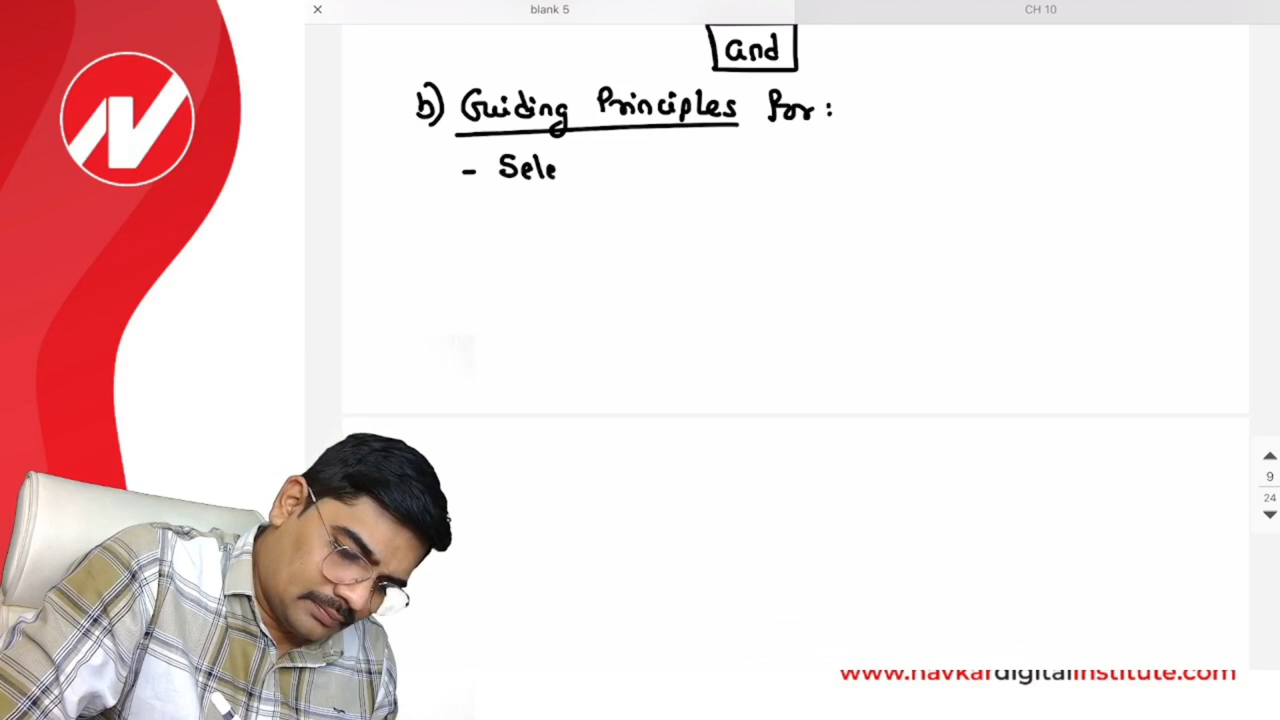 × blank 5 CH 10
and
b) Guiding Principles for:
- Sele
9
24
www.navkardigitalinstitute.com